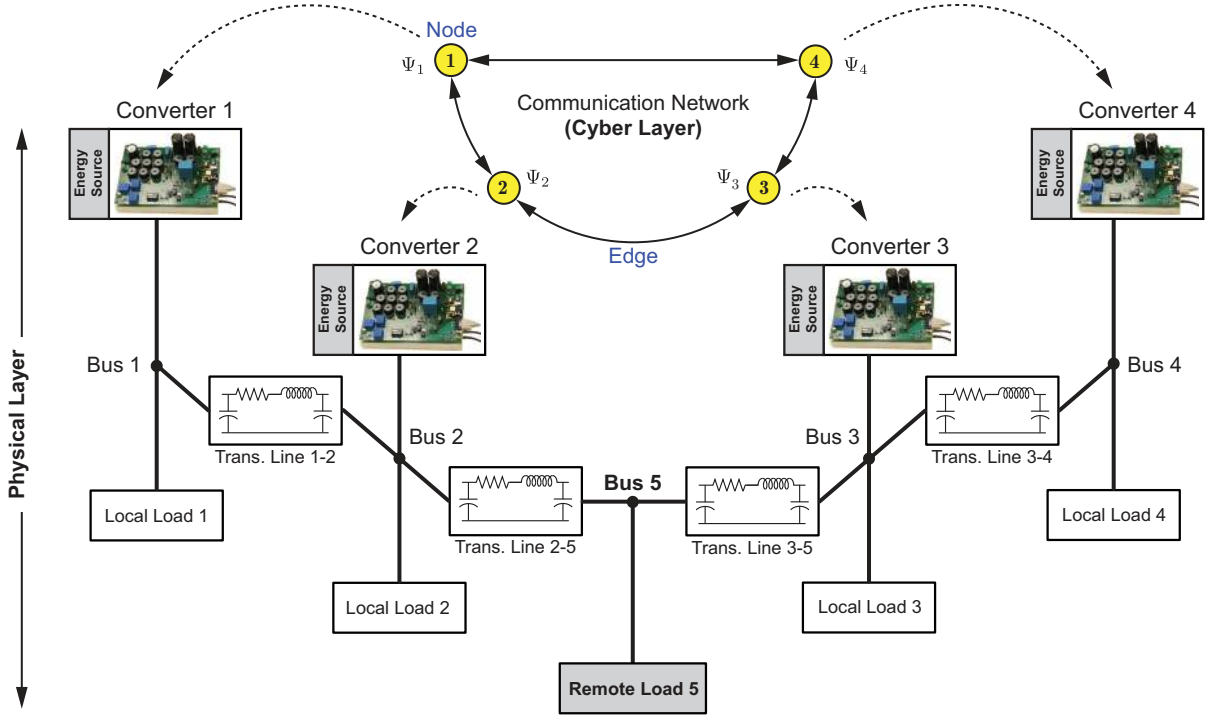 Node
Ψ1
1
4
Ψ4
Communication Network
(Cyber Layer)
Converter 1
Energy
Source
Converter 4
Energy
Source
2
Ψ2
Ψ3
3
Edge
Converter 2
Energy
Source
Converter 3
Energy
Source
Physical Layer
Bus 1
Bus 4
Trans. Line 1-2
Bus 2
Bus 3
Trans. Line 3-4
Bus 5
Local Load 1
Trans. Line 2-5
Trans. Line 3-5
Local Load 4
Local Load 2
Local Load 3
Remote Load 5